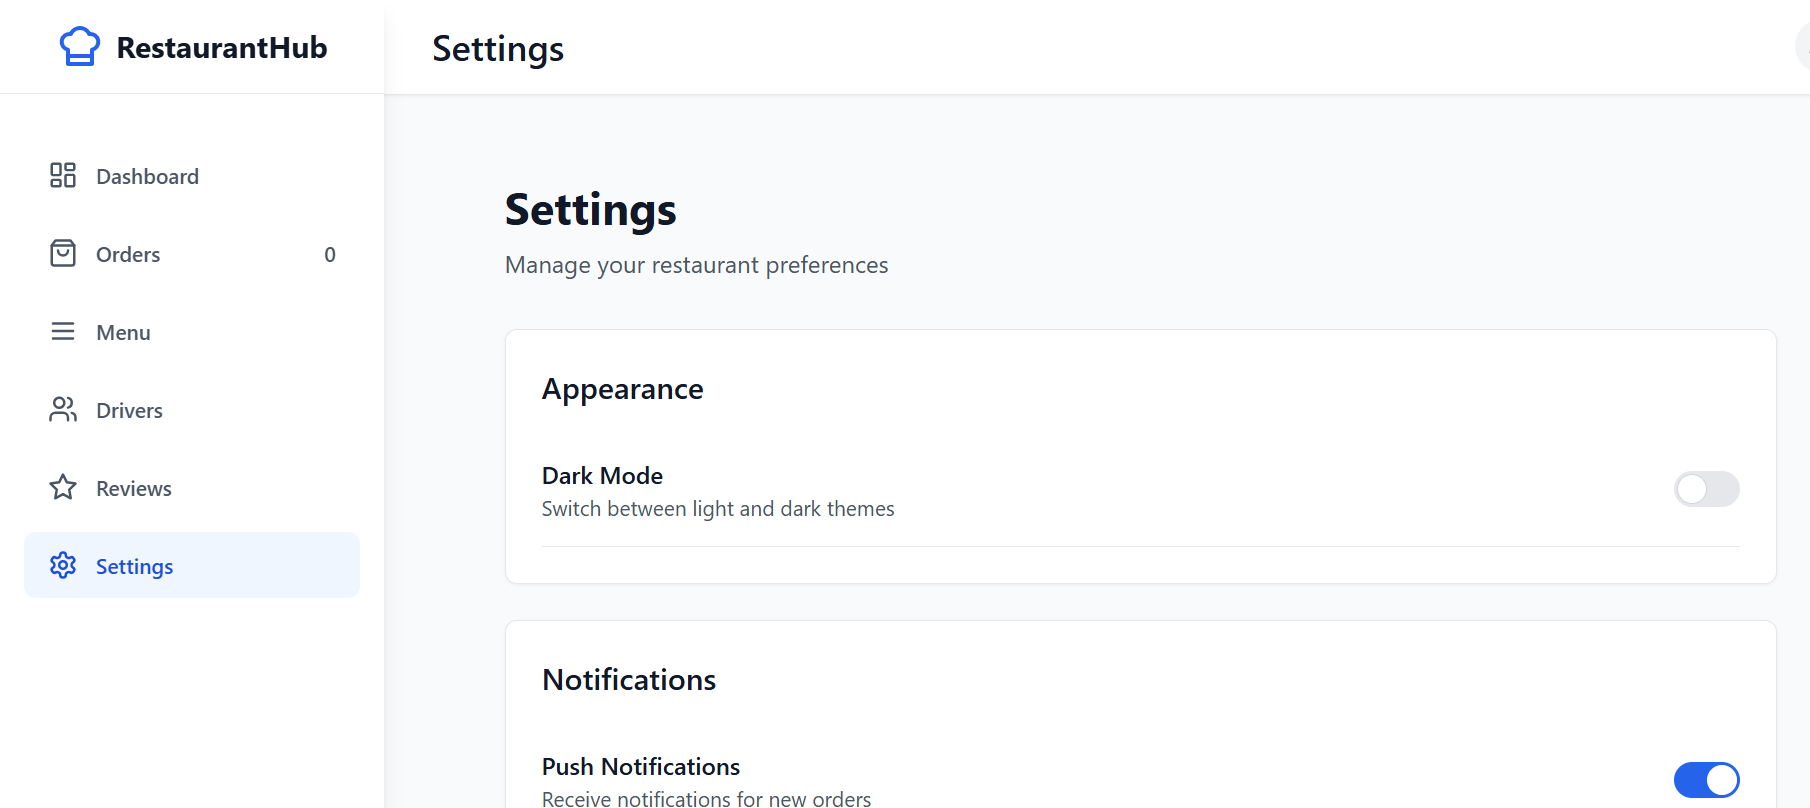 RestaurantHub
Settings
Dashboard
Orders 0
Menu
Drivers
Reviews
Settings
Settings
Manage your restaurant preferences
Appearance
Dark Mode
Switch between light and dark themes
Notifications
Push Notifications
Receive notifications for new orders